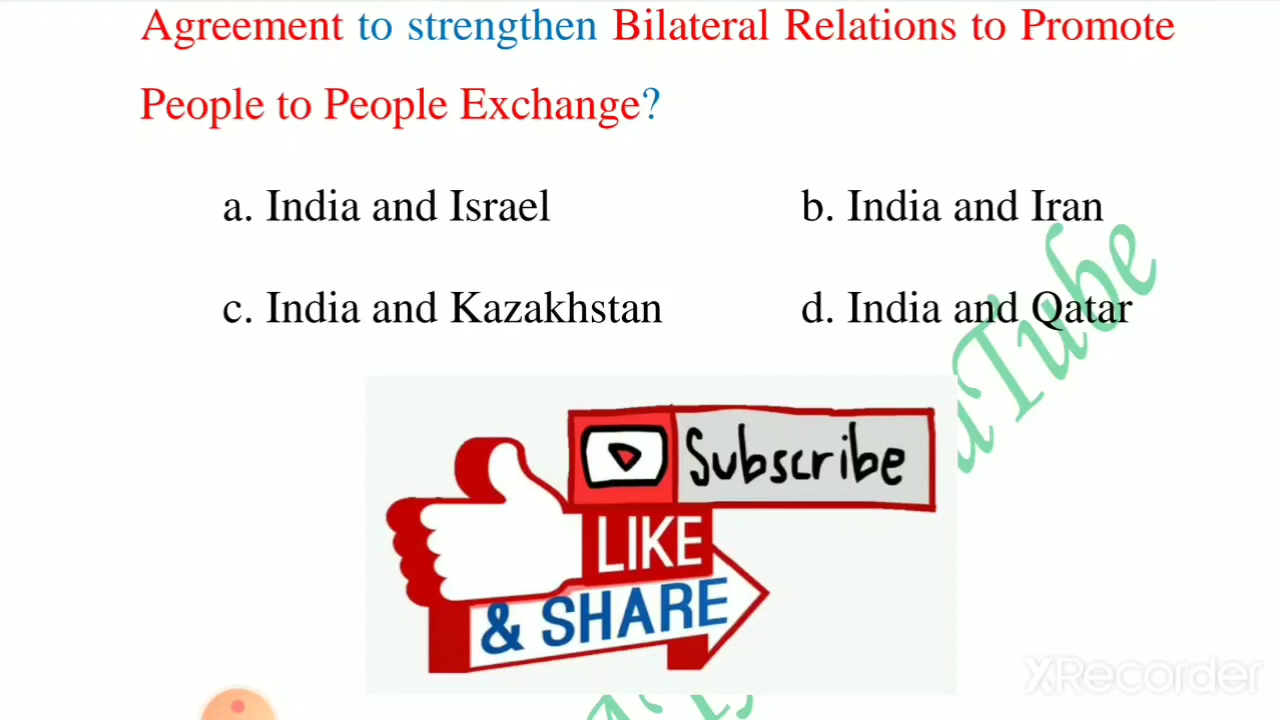 Agreement to strengthen Bilateral Relations to Promote
People to People Exchange?
a. India and Israel
b. India and Iran
c. India and Kazakhstan
d. India and Qatar
Tube
Subscribe
LIKE
& SHARE
XRecorder